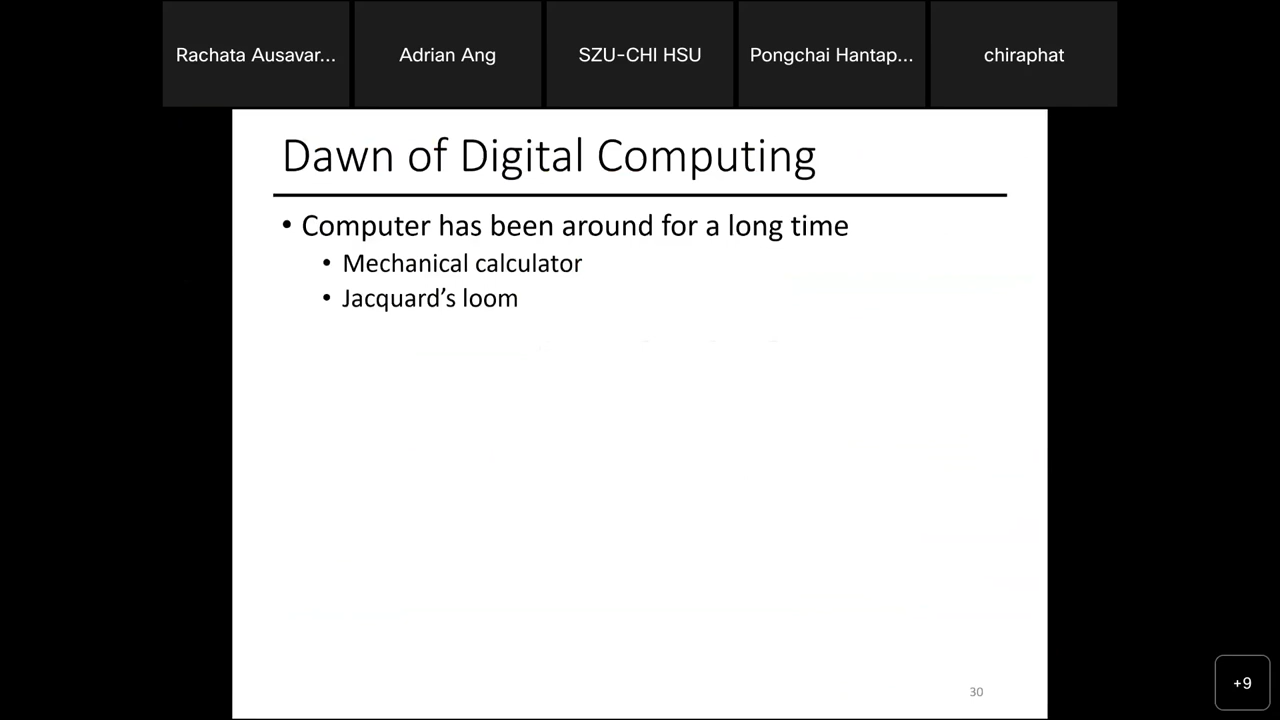 Rachata Ausavar...
Adrian Ang
SZU-CHI HSU
Pongchai Hantap...
chiraphat
Dawn of Digital Computing
• Computer has been around for a long time
• Mechanical calculator
• Jacquard’s loom
30
+9